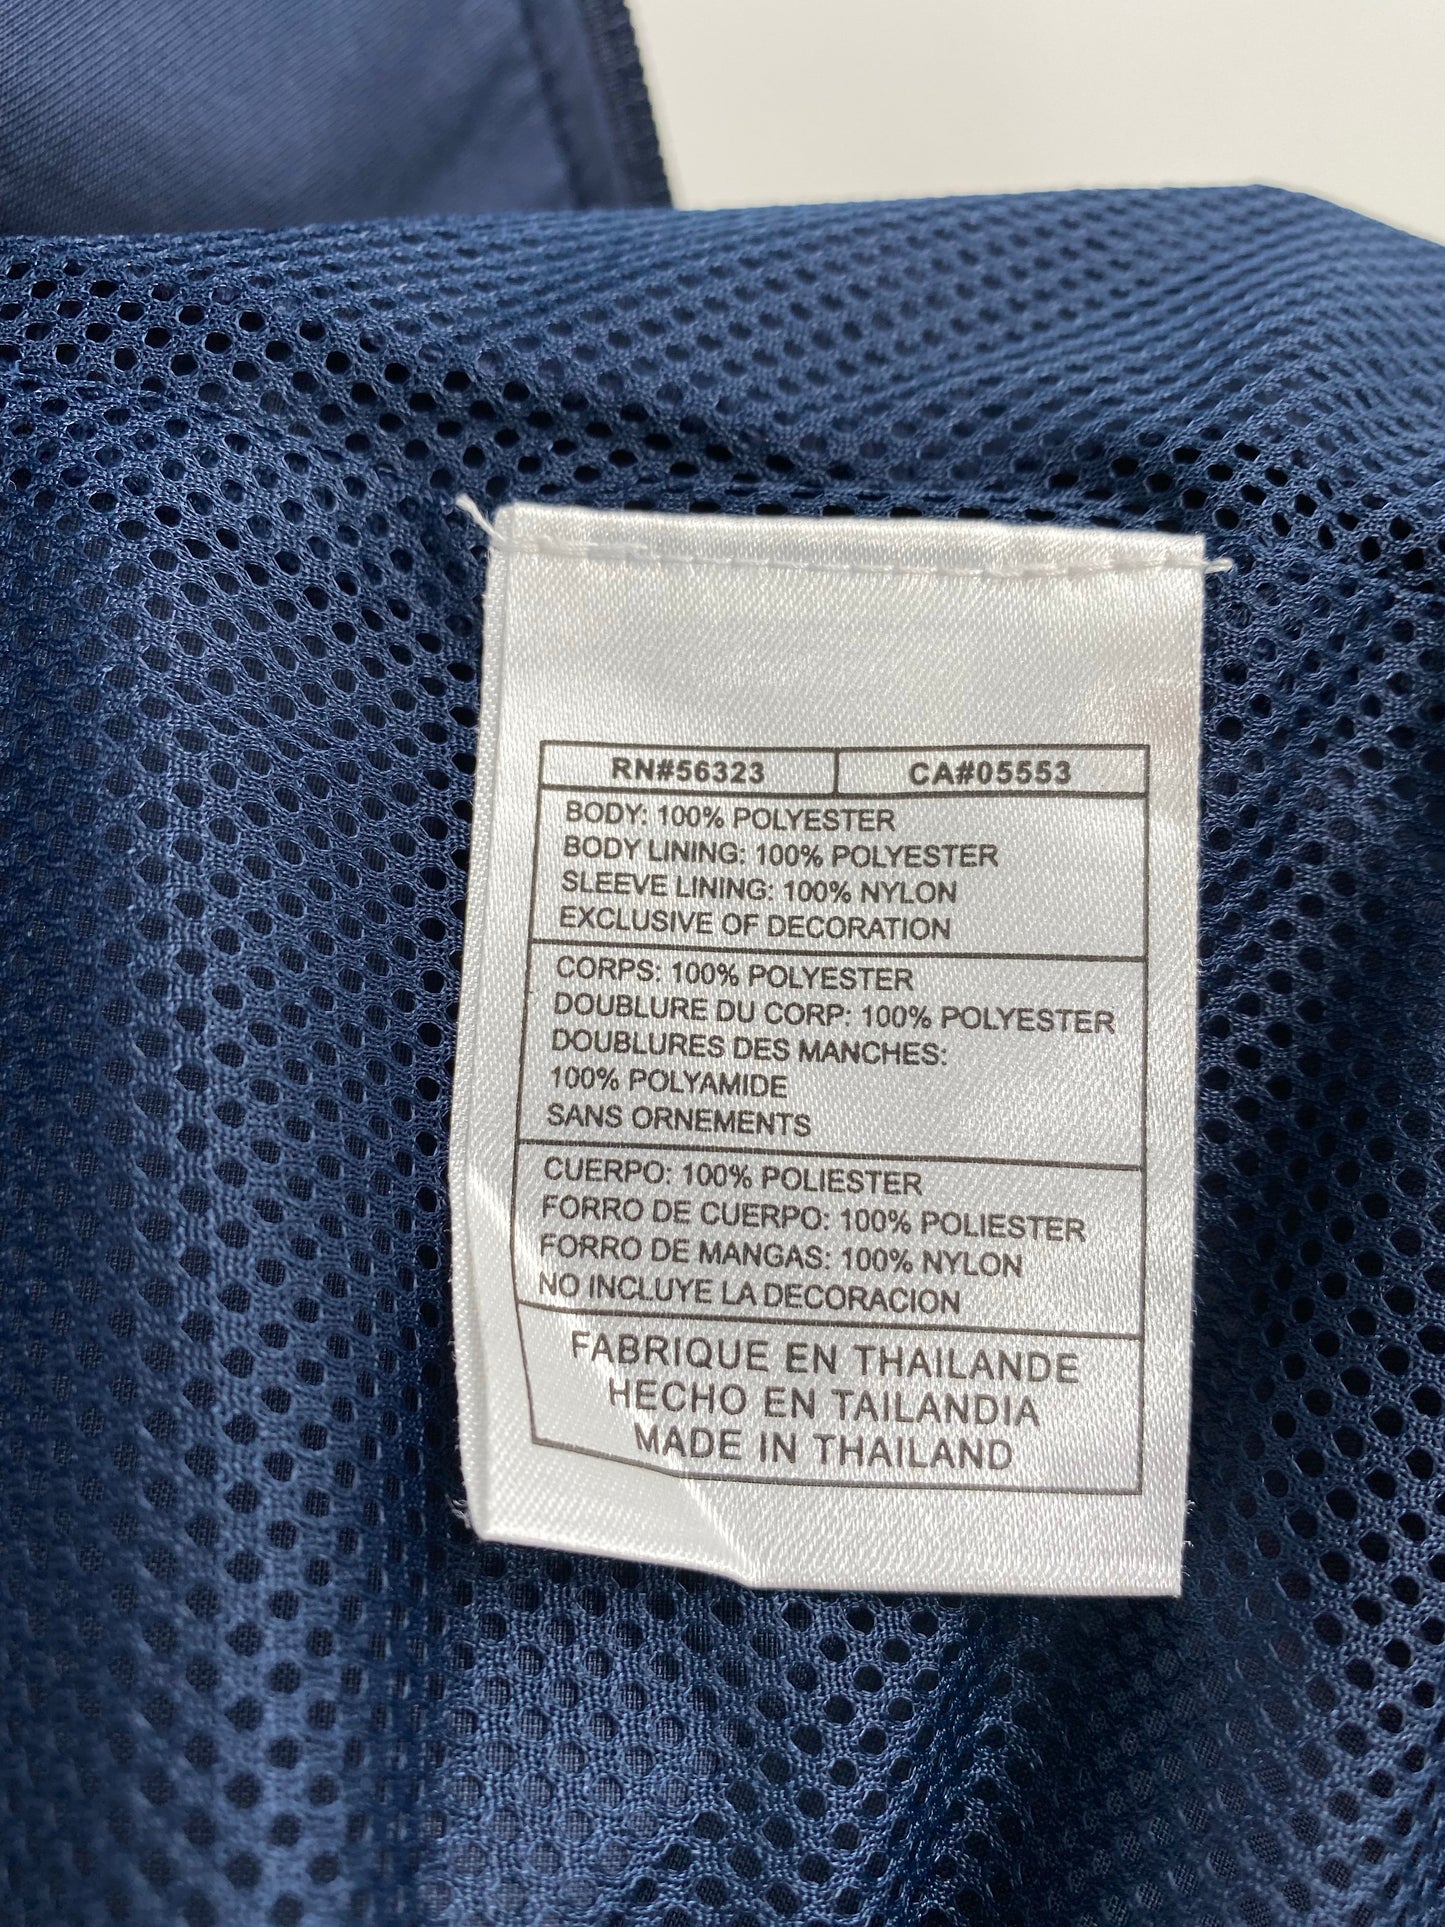 RN#56323 CA#05553
BODY: 100% POLYESTER
BODY LINING: 100% POLYESTER
SLEEVE LINING: 100% NYLON
EXCLUSIVE OF DECORATION
CORPS: 100% POLYESTER
DOUBLURE DU CORP: 100% POLYESTER
DOUBLURES DES MANCHES:
100% POLYAMIDE
SANS ORNEMENTS
CUERPO: 100% POLIESTER
FORRO DE CUERPO: 100% POLIESTER
FORRO DE MANGAS: 100% NYLON
NO INCLUYE LA DECORACION
FABRIQUE EN THAILANDE
HECHO EN TAILANDIA
MADE IN THAILAND